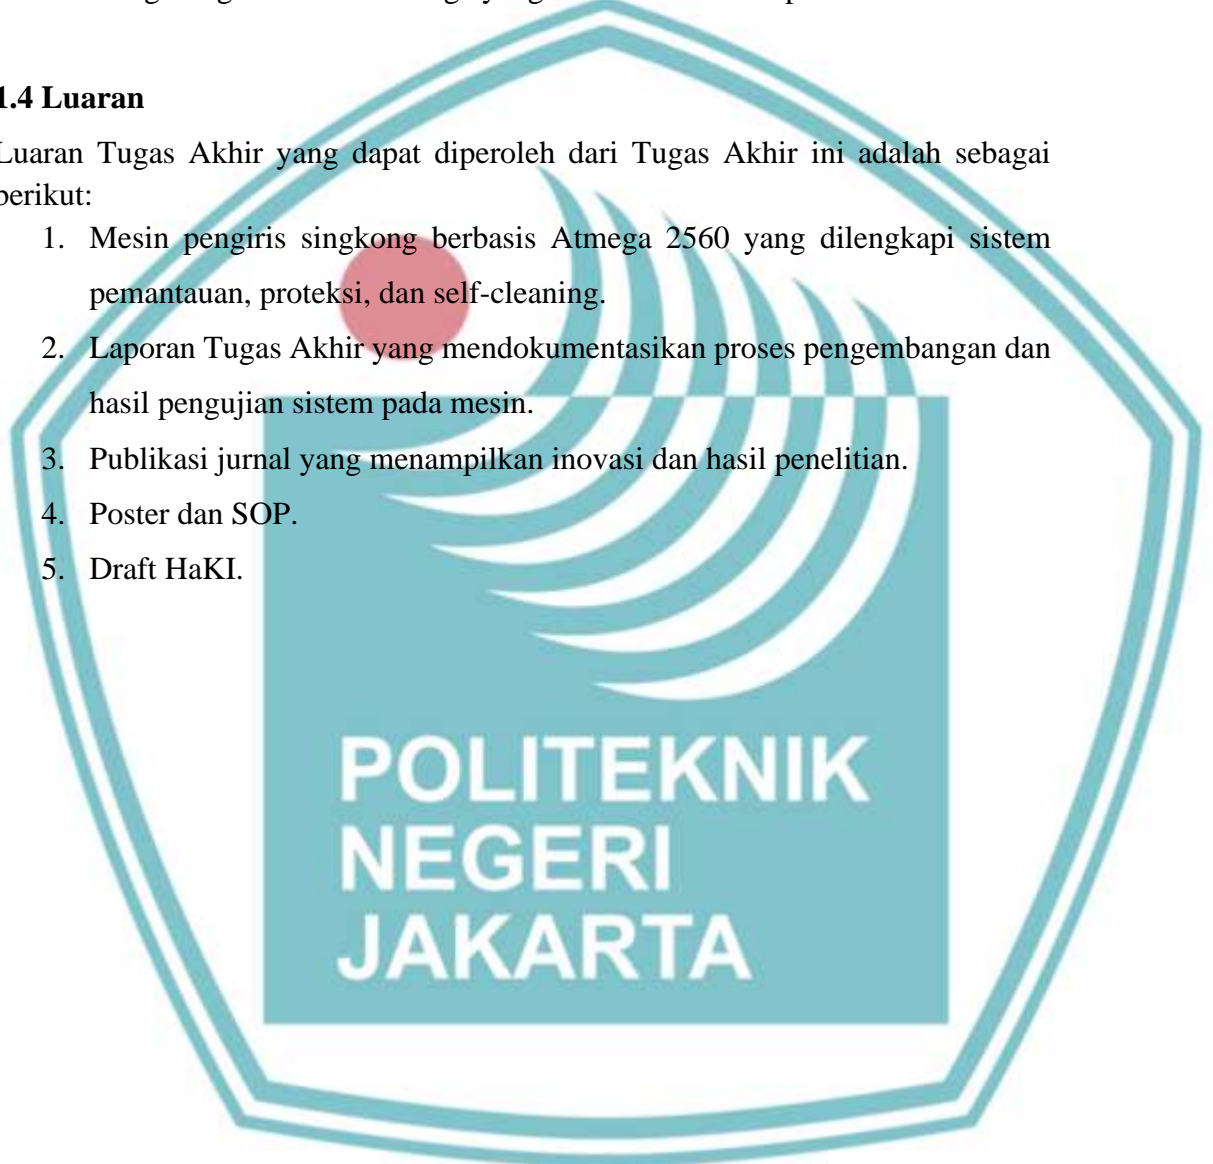 1.4 Luaran
Luaran Tugas Akhir yang dapat diperoleh dari Tugas Akhir ini adalah sebagai
berikut:
1. Mesin pengiris singkong berbasis Atmega 2560 yang dilengkapi sistem
pemantauan, proteksi, dan self-cleaning.
2. Laporan Tugas Akhir yang mendokumentasikan proses pengembangan dan
hasil pengujian sistem pada mesin.
3. Publikasi jurnal yang menampilkan inovasi dan hasil penelitian.
4. Poster dan SOP.
5. Draft HaKI.
POLITEKNIK
NEGERI
JAKARTA